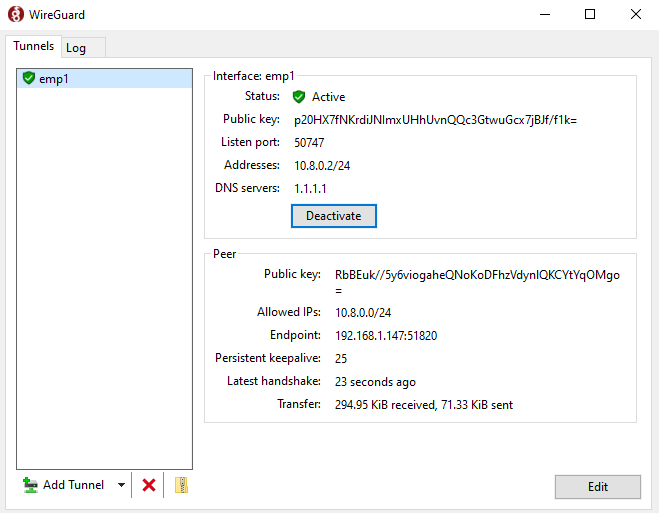 WireGuard
Tunnels
Log
emp1
Interface: emp1
Status: Active
Public key: p20HX7fNKrdiJNlmxUHhUvnQQc3GtwuGcx7jBJf/f1k=
Listen port: 50747
Addresses: 10.8.0.2/24
DNS servers: 1.1.1.1
Deactivate
Peer
Public key: RbBEuk//5y6viogaheQNoKoDFhzVdynlQKCYtYqOMgo
=
Allowed IPs: 10.8.0.0/24
Endpoint: 192.168.1.147:51820
Persistent keepalive: 25
Latest handshake: 23 seconds ago
Transfer: 294.95 KiB received, 71.33 KiB sent
Add Tunnel
Edit